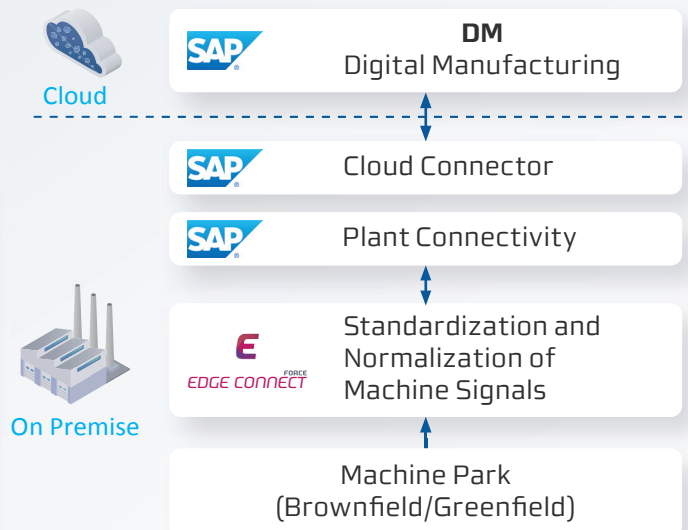 SAP
DM
Digital Manufacturing
Cloud
SAP
Cloud Connector
SAP
Plant Connectivity
E
FORCE
EDGE CONNECT
Standardization and
Normalization of
Machine Signals
On Premise
Machine Park
(Brownfield/Greenfield)